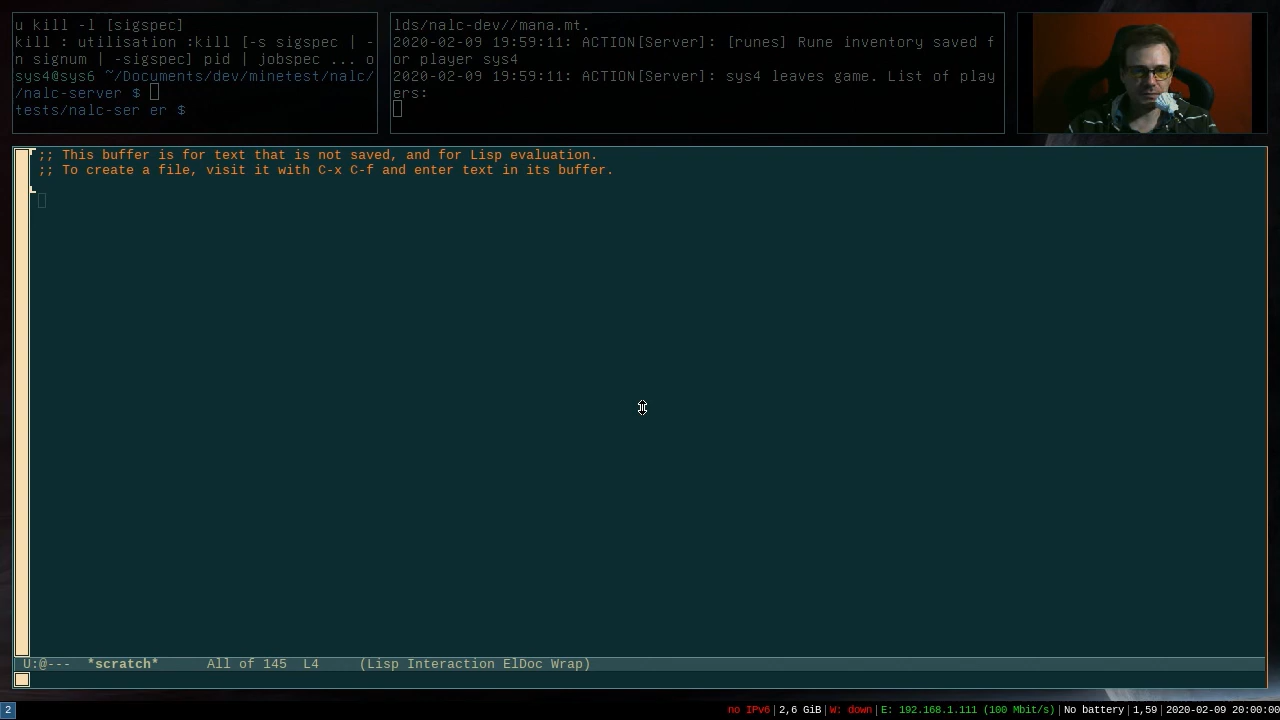 u kill -l [sigspec]
kill : utilisation :kill [-s sigspec | -
n signum | -sigspec] pid | jobspec ... o
sys4@sys6 ~/Documents/dev/minetest/nalc/
/nalc-server $
tests/nalc-ser er $
lds/nalc-dev//mana.mt.
2020-02-09 19:59:11: ACTION[Server]: [runes] Rune inventory saved f
or player sys4
2020-02-09 19:59:11: ACTION[Server]: sys4 leaves game. List of play
ers:
;; This buffer is for text that is not saved, and for Lisp evaluation.
;; To create a file, visit it with C-x C-f and enter text in its buffer.
U:@--- *scratch* All of 145 L4 (Lisp Interaction ElDoc Wrap)
2 no IPv6|2,6 GiB|W: down|E: 192.168.1.111 (100 Mbit/s)|No battery|1,59|2020-02-09 20:00:00